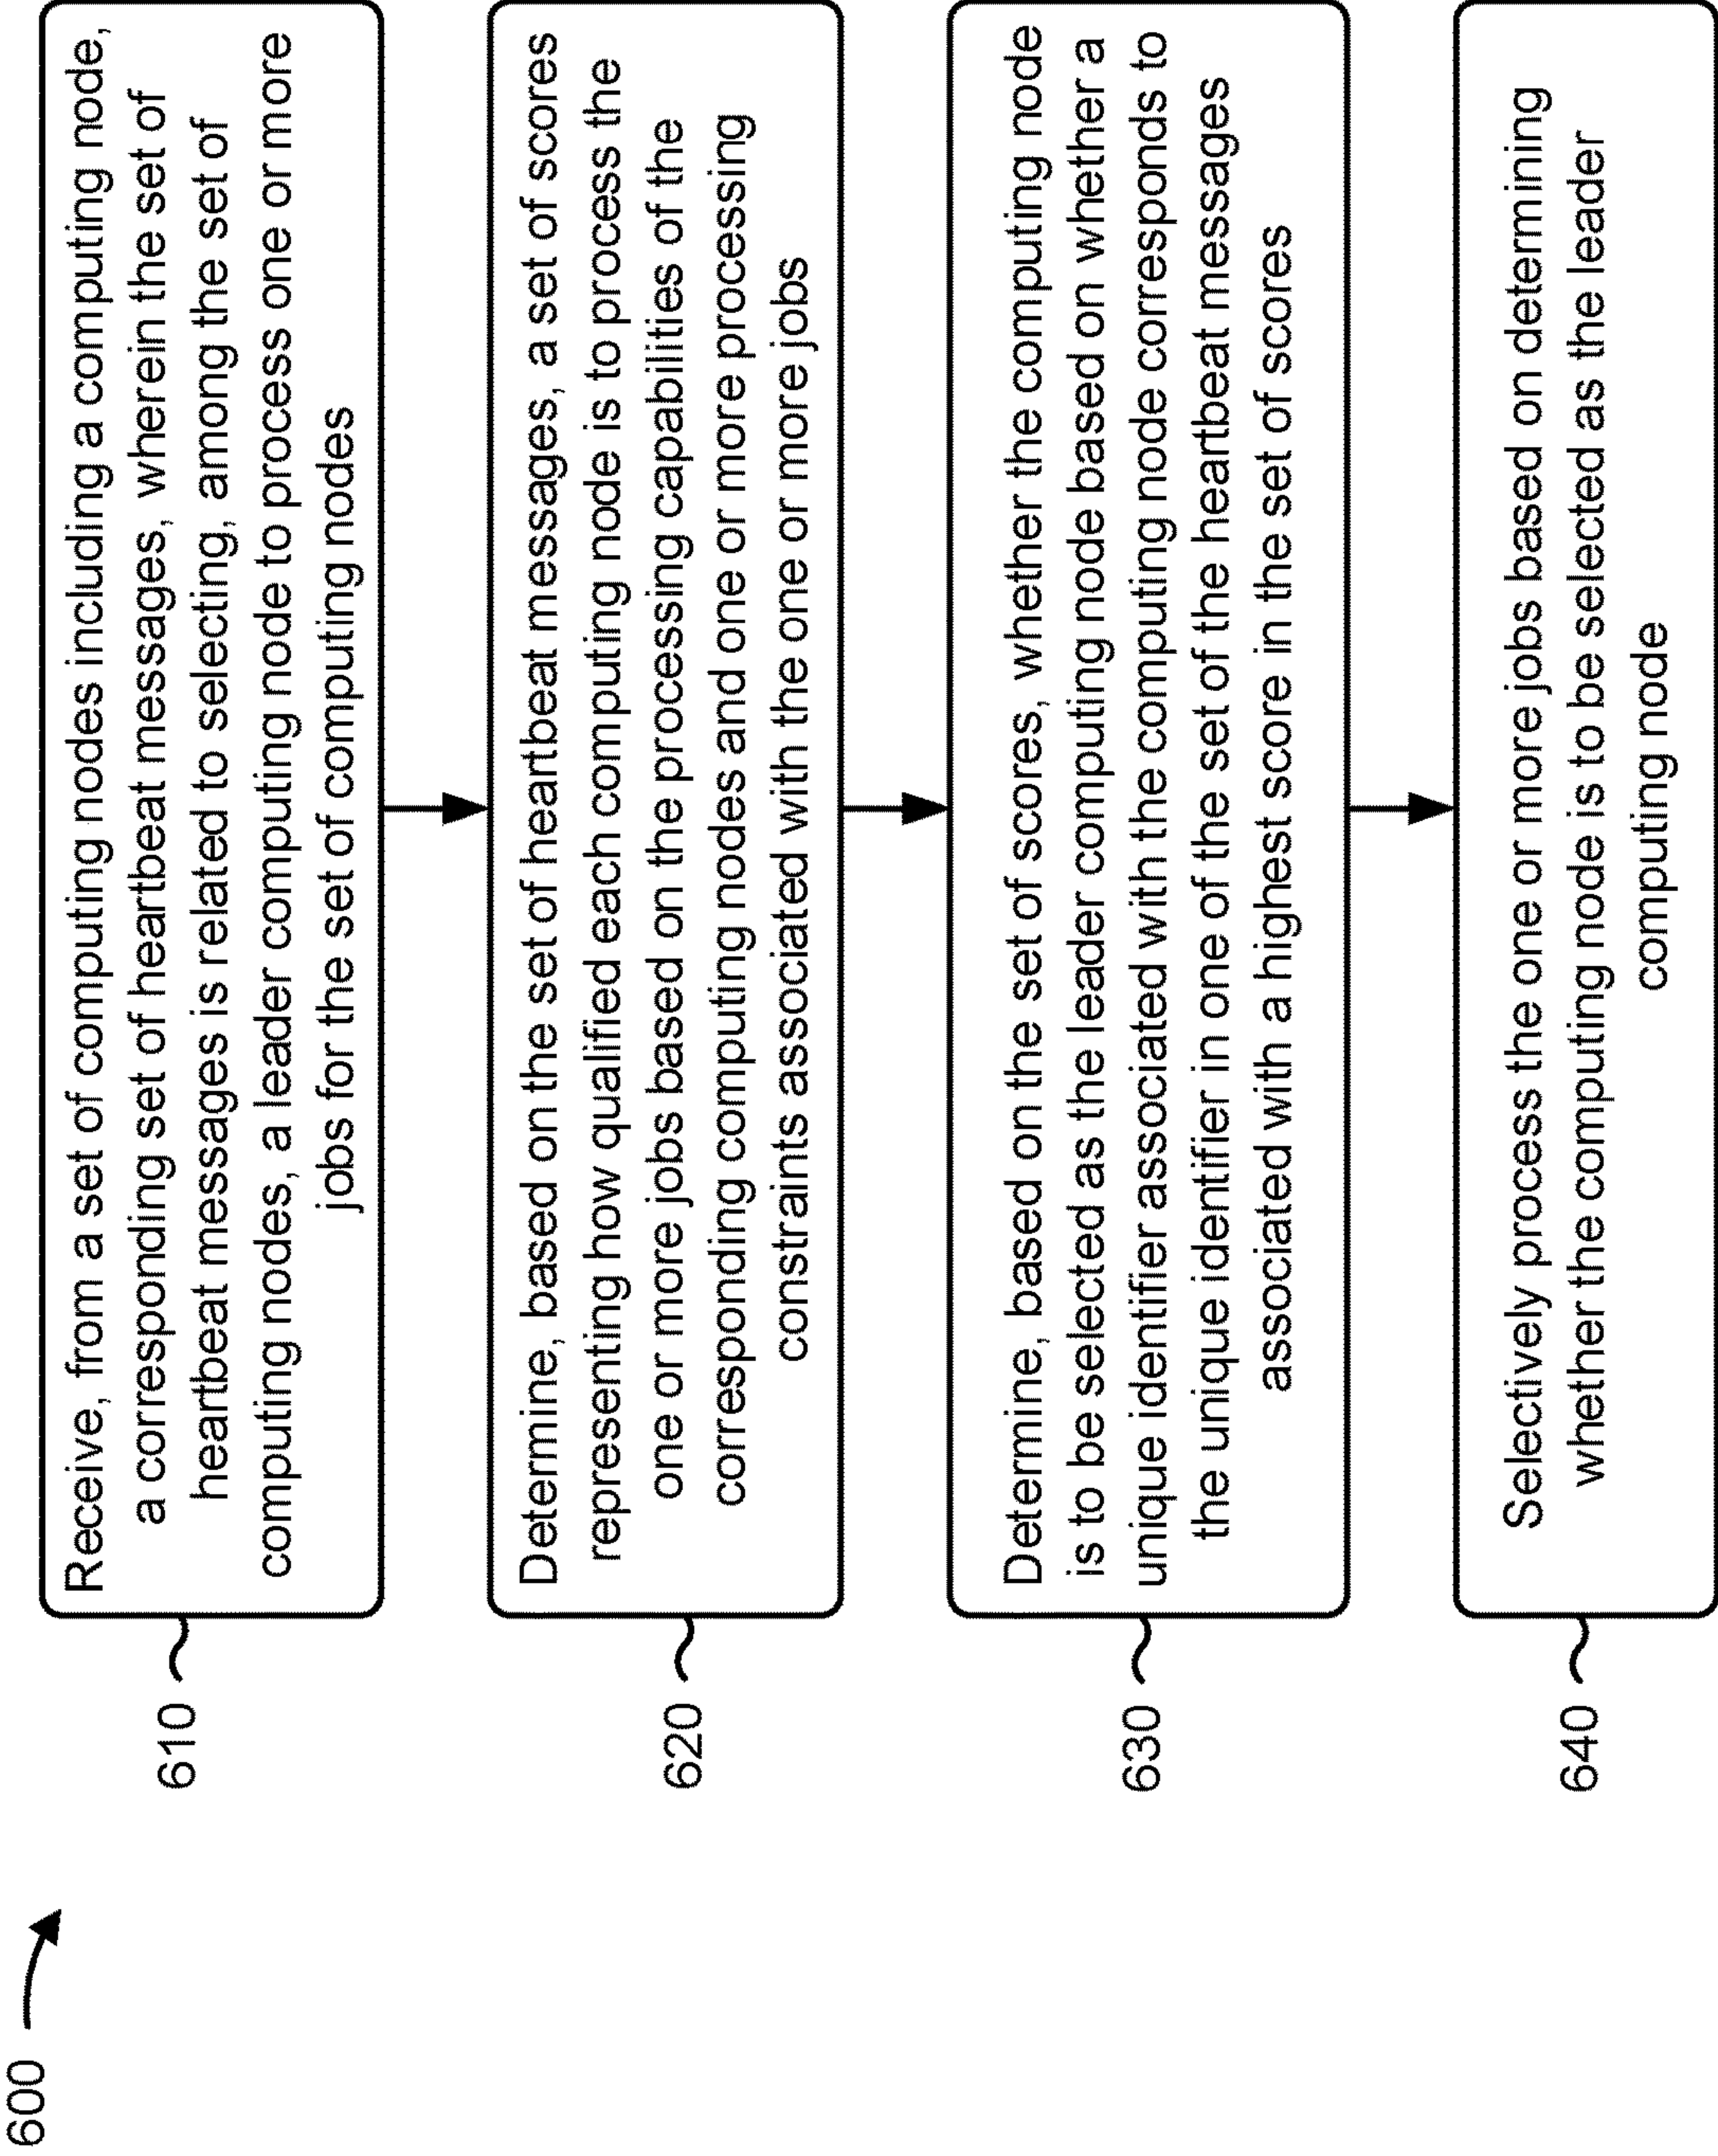 600
610
Receive, from a set of computing nodes including a computing node,
a corresponding set of heartbeat messages, wherein the set of
heartbeat messages is related to selecting, among the set of
computing nodes, a leader computing node to process one or more
jobs for the set of computing nodes
620
Determine, based on the set of heartbeat messages, a set of scores
representing how qualified each computing node is to process the
one or more jobs based on the processing capabilities of the
corresponding computing nodes and one or more processing
constraints associated with the one or more jobs
630
Determine, based on the set of scores, whether the computing node
is to be selected as the leader computing node based on whether a
unique identifier associated with the computing node corresponds to
the unique identifier in one of the set of the heartbeat messages
associated with a highest score in the set of scores
640
Selectively process the one or more jobs based on determining
whether the computing node is to be selected as the leader
computing node